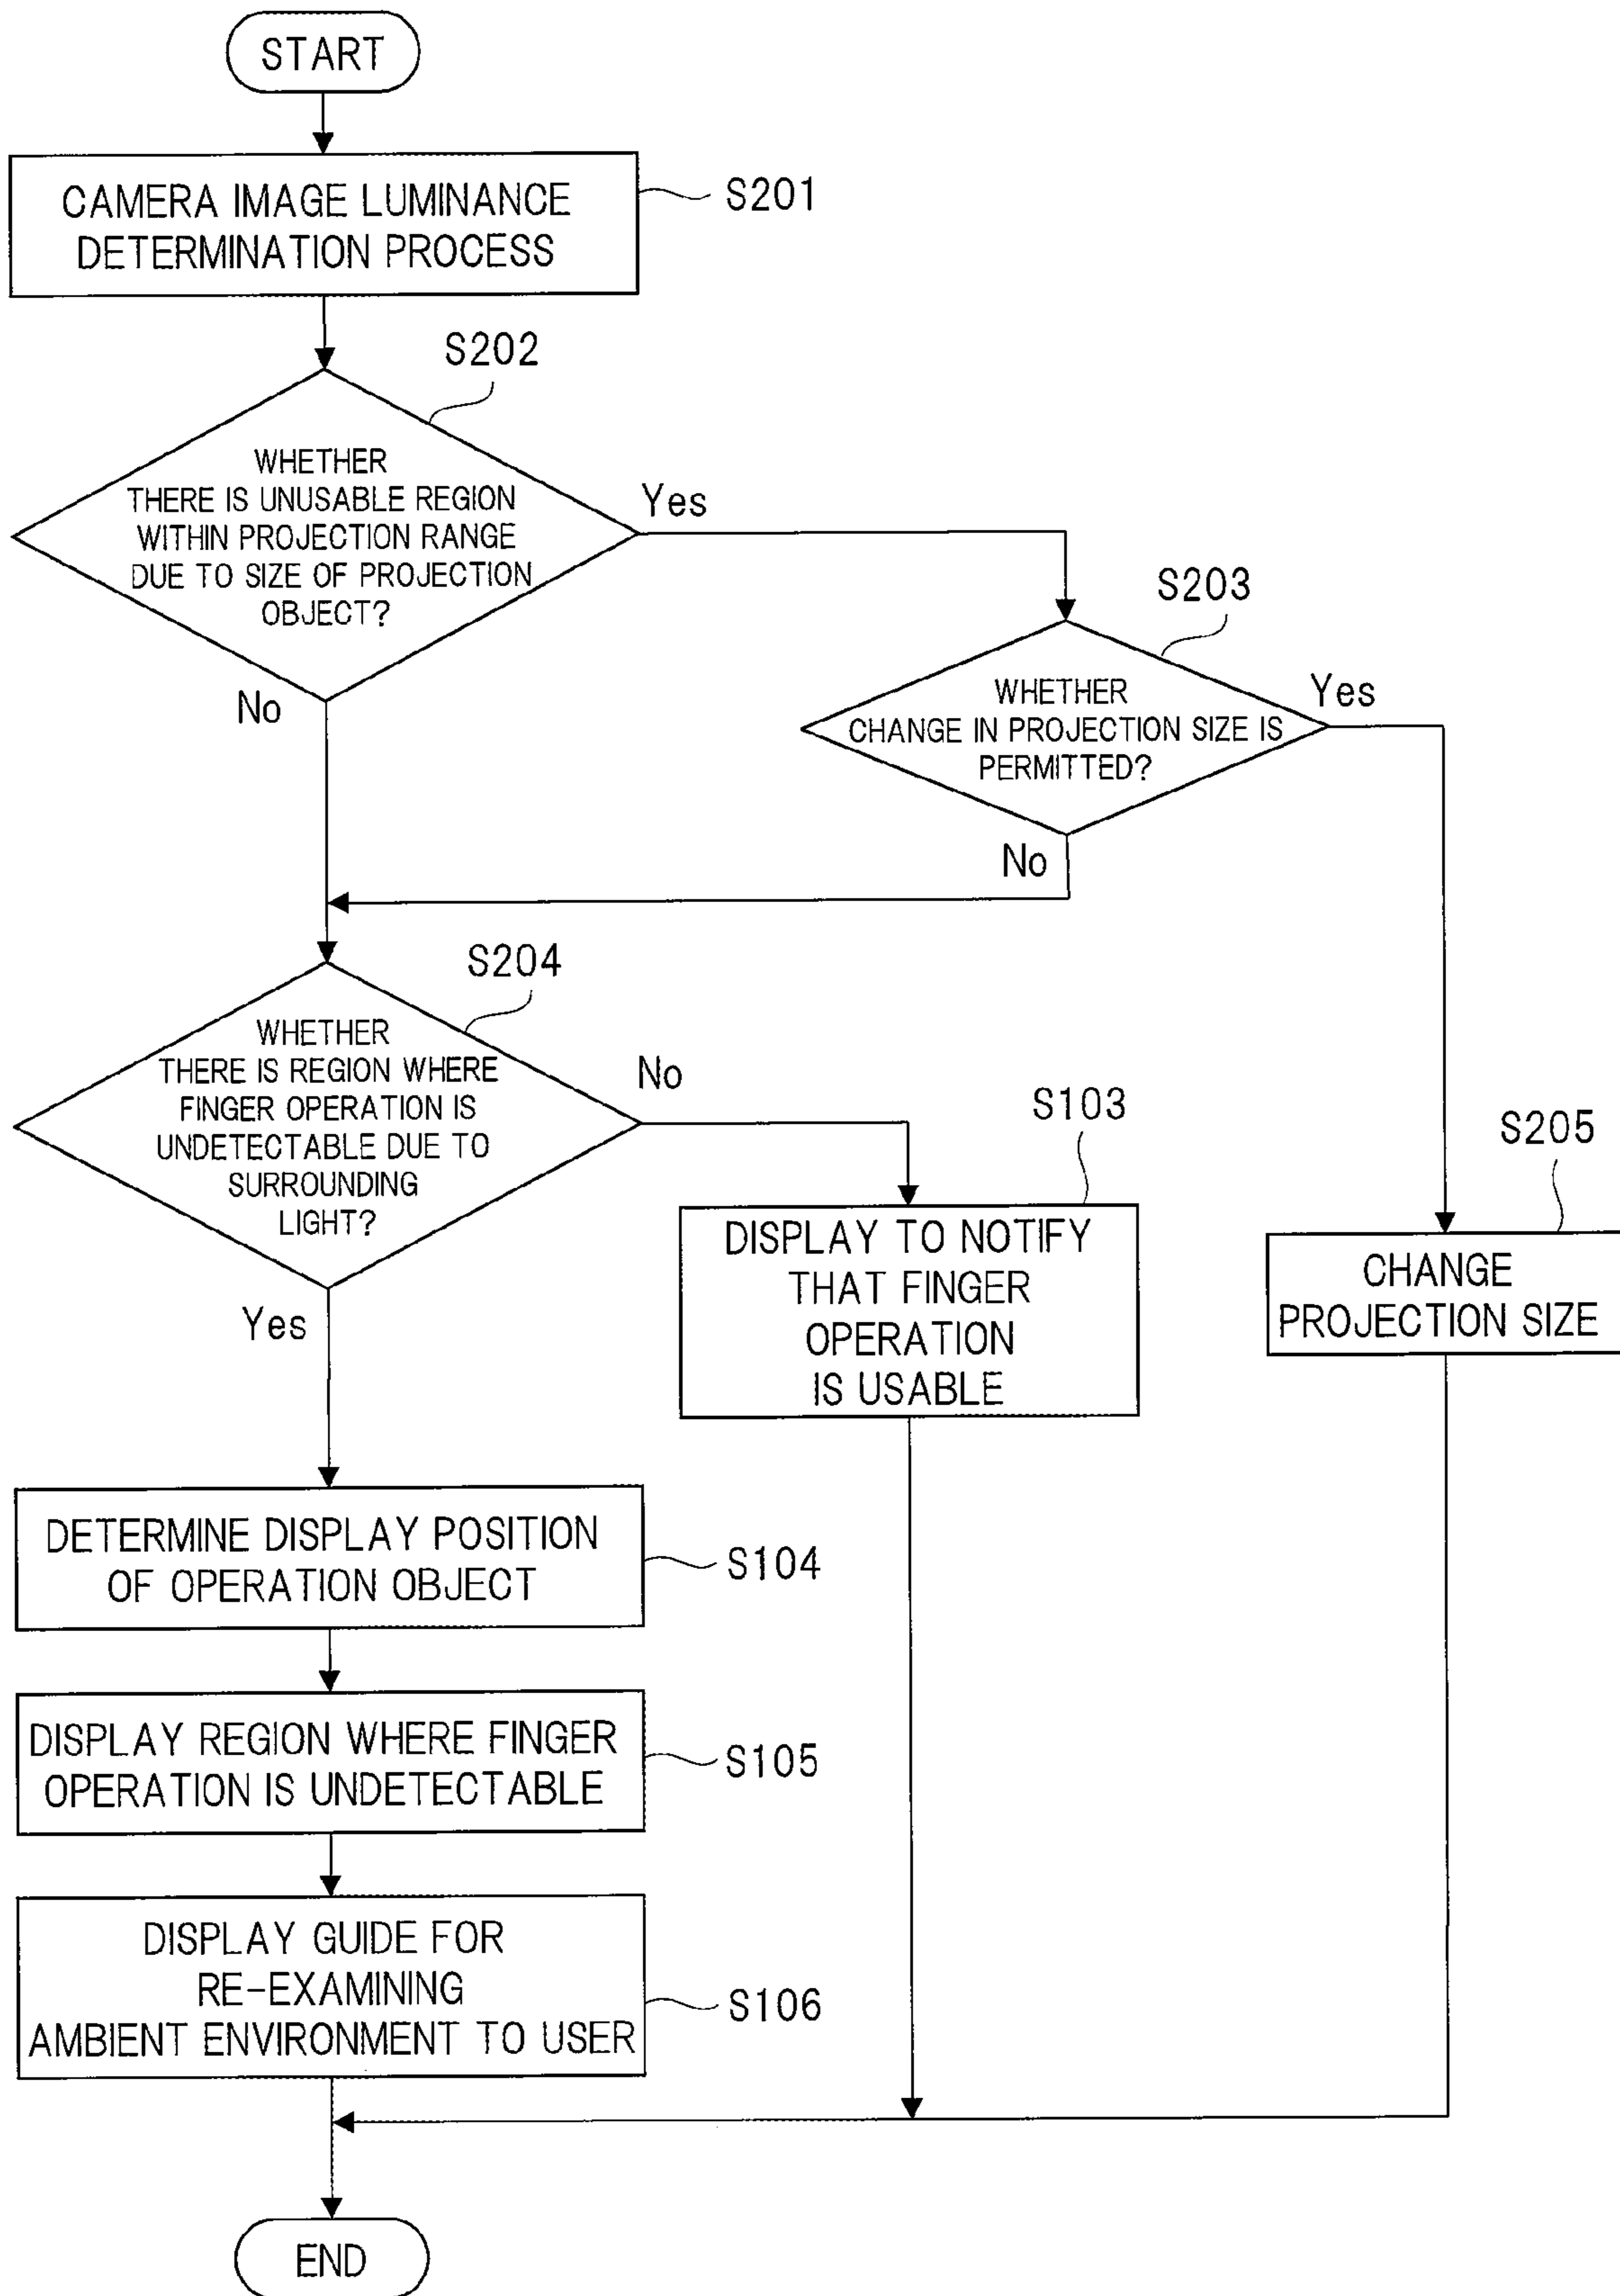 START
CAMERA IMAGE LUMINANCE
DETERMINATION PROCESS
S201
S202
WHETHER
THERE IS UNUSABLE REGION
WITHIN PROJECTION RANGE
DUE TO SIZE OF PROJECTION
OBJECT?
Yes
No
S203
WHETHER
CHANGE IN PROJECTION SIZE IS
PERMITTED?
Yes
No
S204
WHETHER
THERE IS REGION WHERE
FINGER OPERATION IS
UNDETECTABLE DUE TO
SURROUNDING
LIGHT?
No
Yes
S103
DISPLAY TO NOTIFY
THAT FINGER
OPERATION
IS USABLE
S205
CHANGE
PROJECTION SIZE
DETERMINE DISPLAY POSITION
OF OPERATION OBJECT
S104
DISPLAY REGION WHERE FINGER
OPERATION IS UNDETECTABLE
S105
DISPLAY GUIDE FOR
RE-EXAMINING
AMBIENT ENVIRONMENT TO USER
S106
END